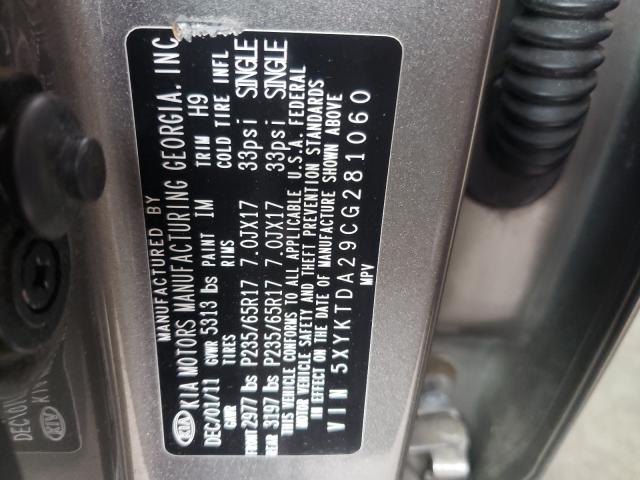 MANUFACTURED BY
KIA KIA MOTORS MANUFACTURING GEORGIA. INC
DEC/01/11 GVWR 5313 lbs PAINT IM TRIM H9
GWR TIRES RIMS COLD TIRE INFL
FRONT 2977 lbs P235/65R17 7.0JX17 33psi SINGLE
REAR 3197 lbs P235/65R17 7.0JX17 33psi SINGLE
THIS VEHICLE CONFORMS TO ALL APPLICABLE U.S.A. FEDERAL
MOTOR VEHICLE SAFETY AND THEFT PREVENTION STANDARDS
IN EFFECT ON THE DATE OF MANUFACTURE SHOWN ABOVE
VIN 5XYKTDA29CG281060
MPV